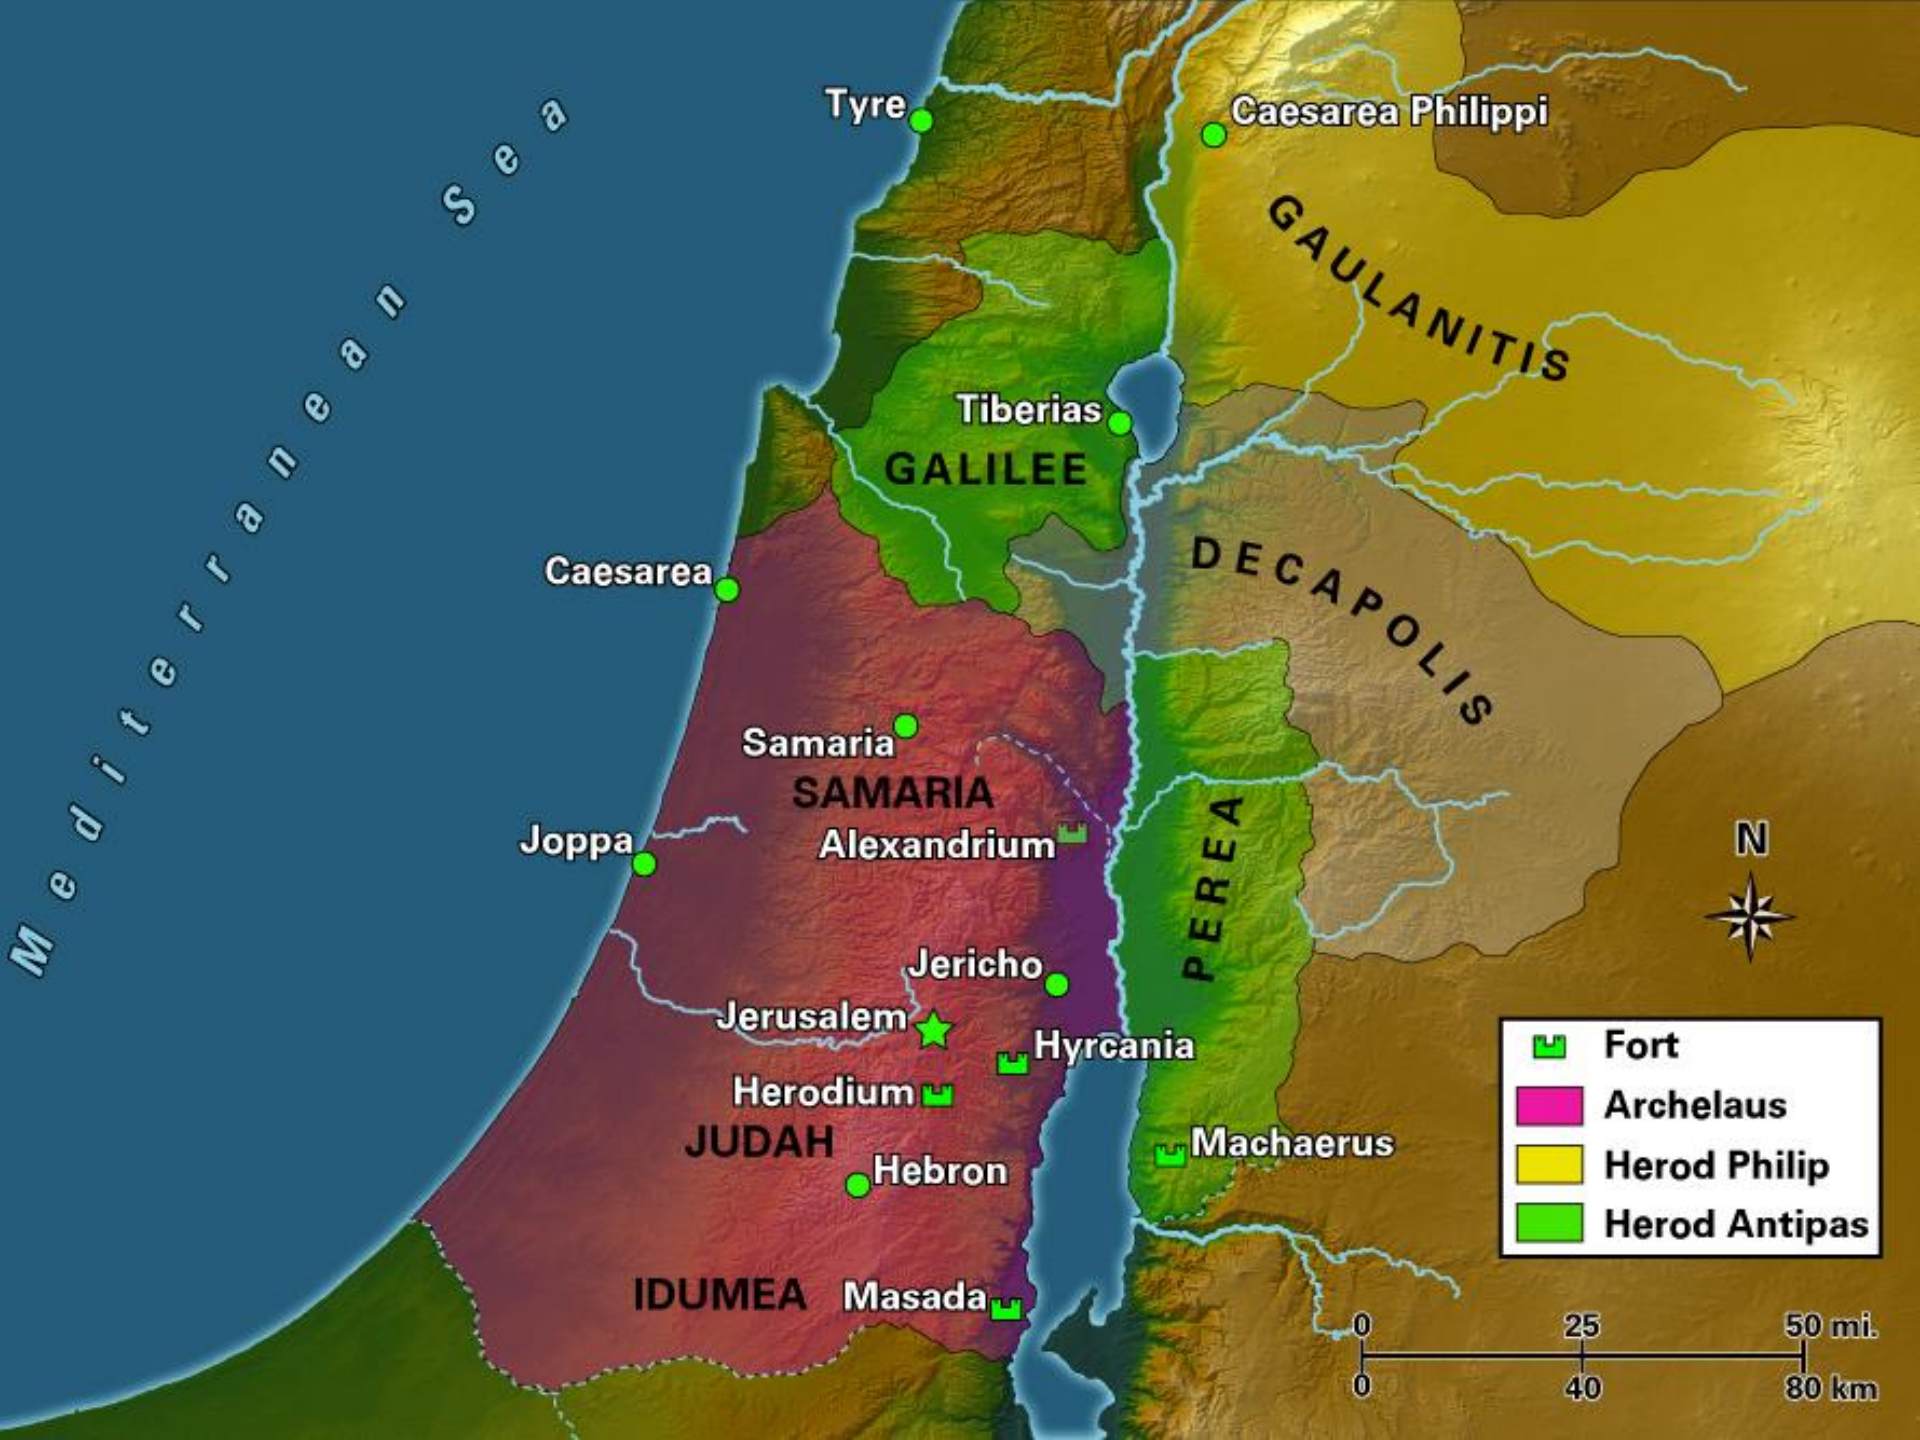 Tyre
Caesarea Philippi
Mediterranean Sea
GAULANITIS
Tiberias
GALILEE
DECAPOLIS
Caesarea
Samaria
SAMARIA
Alexandrium
Joppa
PEREA
N
Jericho
Jerusalem
Hyrcania
Herodium
JUDAH
Machaerus
Hebron
IDUMEA
Masada
Fort
Archelaus
Herod Philip
Herod Antipas
0 25 50 mi.
0 40 80 km